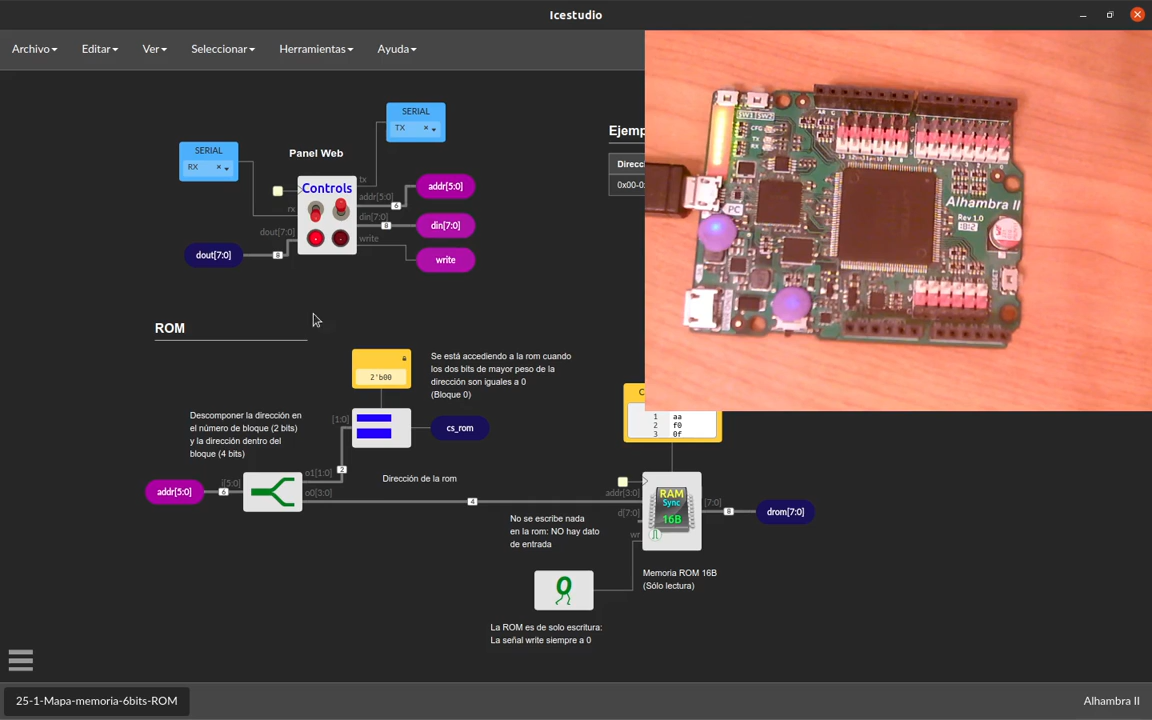 Icestudio
Archivo Editar Ver Seleccionar Herramientas Ayuda
SERIAL
TX
SERIAL
RX
Panel Web
Controls
tx
addr[5:0]
6
addr[5:0]
rx
din[7:0]
8
din[7:0]
dout[7:0]
write
dout[7:0]
8
write
Ejem
Direcc
0x00-0
ROM
2'b00
Se está accediendo a la rom cuando
los dos bits de mayor peso de la
dirección son iguales a 0
(Bloque 0)
[1:0]
cs_rom
Descomponer la dirección en
el número de bloque (2 bits)
y la dirección dentro del
bloque (4 bits)
2
addr[5:0]
6
i[5:0]
o1[1:0]
o0[3:0]
Dirección de la rom
4
C
1 aa
2 f0
3 0f
addr[3:0]
d[7:0]
wr
RAM
Sync
16B
[7:0]
8
drom[7:0]
No se escribe nada
en la rom: NO hay dato
de entrada
0
Memoria ROM 16B
(Sólo lectura)
La ROM es de solo escritura:
La señal write siempre a 0
25-1-Mapa-memoria-6bits-ROM
Alhambra II
SW1 SW2
CFG
TX
RX
PC
Alhambra II
Rev 1.0
RESET